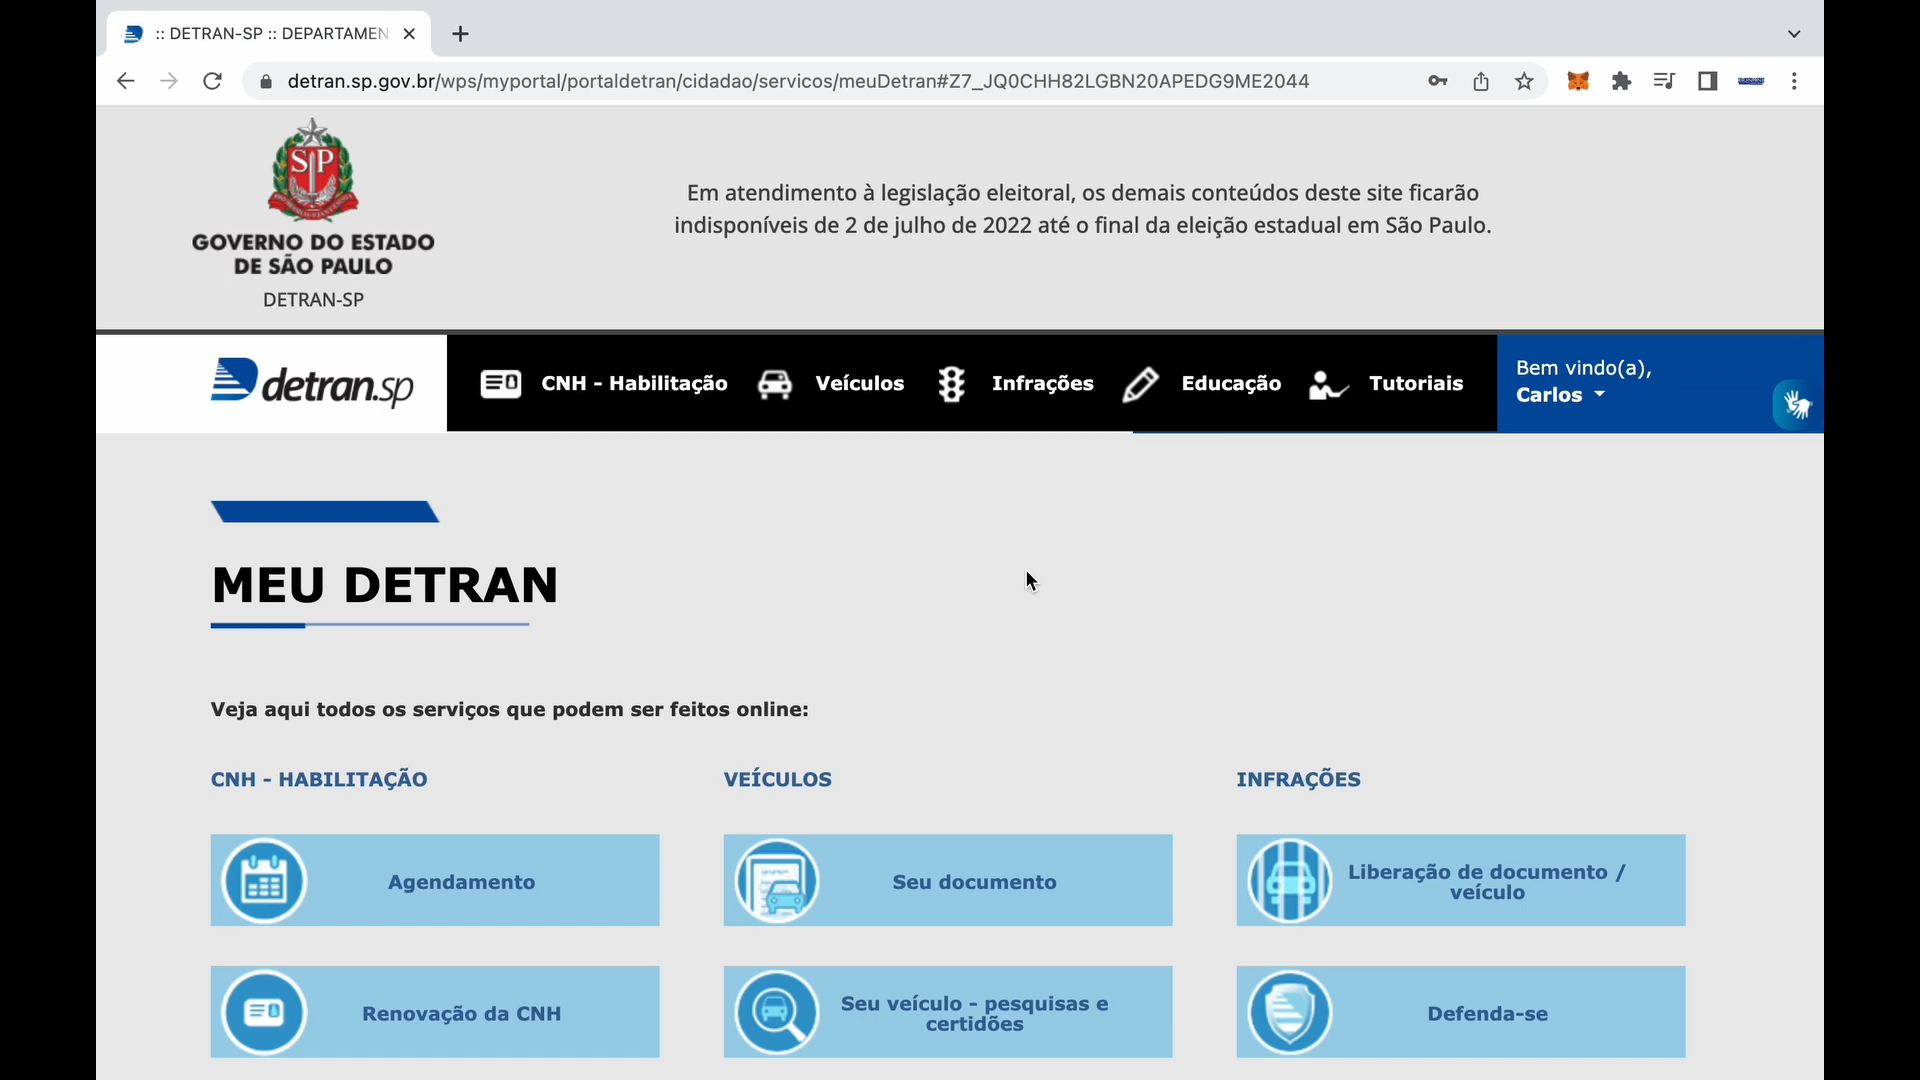 :: DETRAN-SP :: DEPARTAMEN
detran.sp.gov.br/wps/myportal/portaldetran/cidadao/servicos/meuDetran#Z7_JQ0CHH82LGBN20APEDG9ME2044
SP
GOVERNO DO ESTADO
DE SÃO PAULO
DETRAN-SP
Em atendimento à legislação eleitoral, os demais conteúdos deste site ficarão
indisponíveis de 2 de julho de 2022 até o final da eleição estadual em São Paulo.
detran.sp
CNH - Habilitação
Veículos
Infrações
Educação
Tutoriais
Bem vindo(a),
Carlos
MEU DETRAN
Veja aqui todos os serviços que podem ser feitos online:
CNH - HABILITAÇÃO
VEÍCULOS
INFRAÇÕES
Agendamento
Seu documento
Liberação de documento /
veículo
Renovação da CNH
Seu veículo - pesquisas e
certidões
Defenda-se